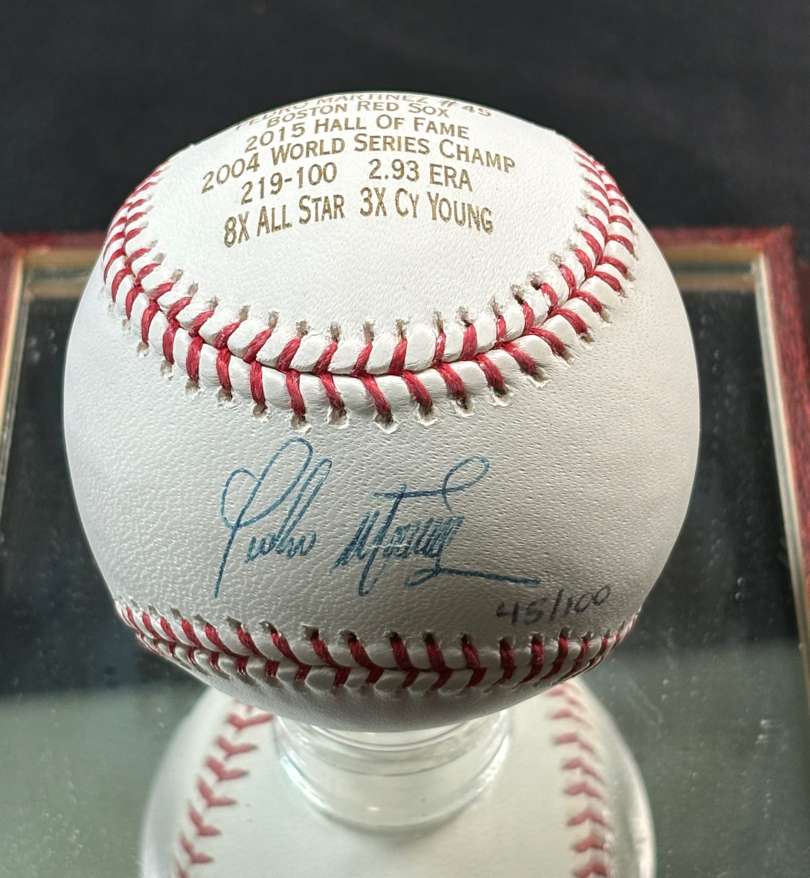 PEDRO MARTINEZ #45
BOSTON RED SOX
2015 HALL OF FAME
2004 WORLD SERIES CHAMP
219-100 2.93 ERA
8X ALL STAR 3X CY YOUNG
Pedro Martinez
45/100